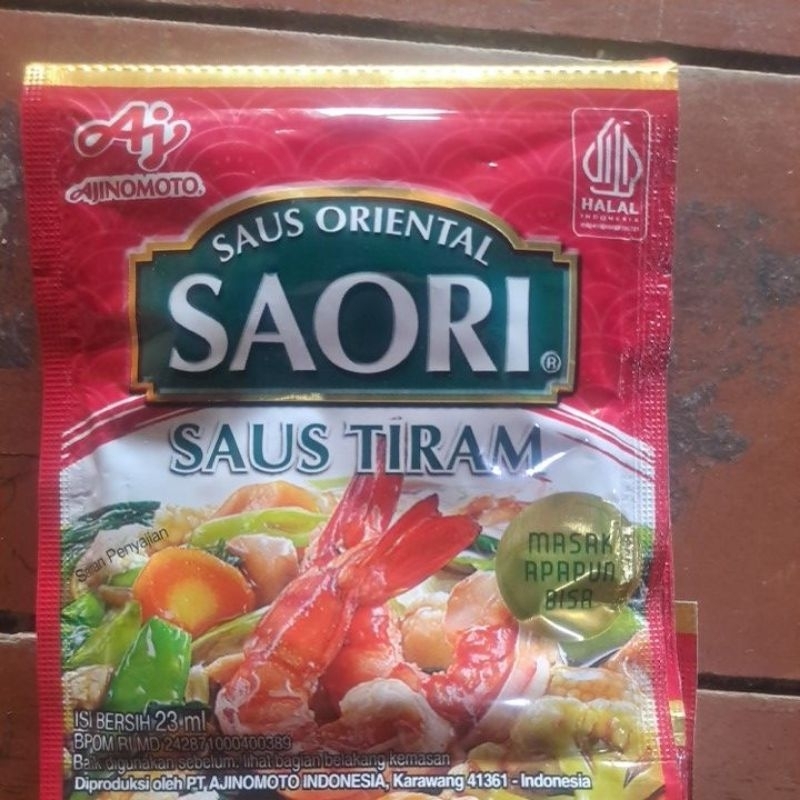 Aj
AJINOMOTO®
HALAL
INDONESIA
SAUS ORIENTAL
SAORI®
SAUS TIRAM
Saran Penyajian
MASAK
APAPUN
BISA
ISI BERSIH 23 ml
BPOM RI MD 242871000400389
Baik digunakan sebelum, lihat bagian belakang kemasan
Diproduksi oleh PT AJINOMOTO INDONESIA, Karawang 41361 - Indonesia